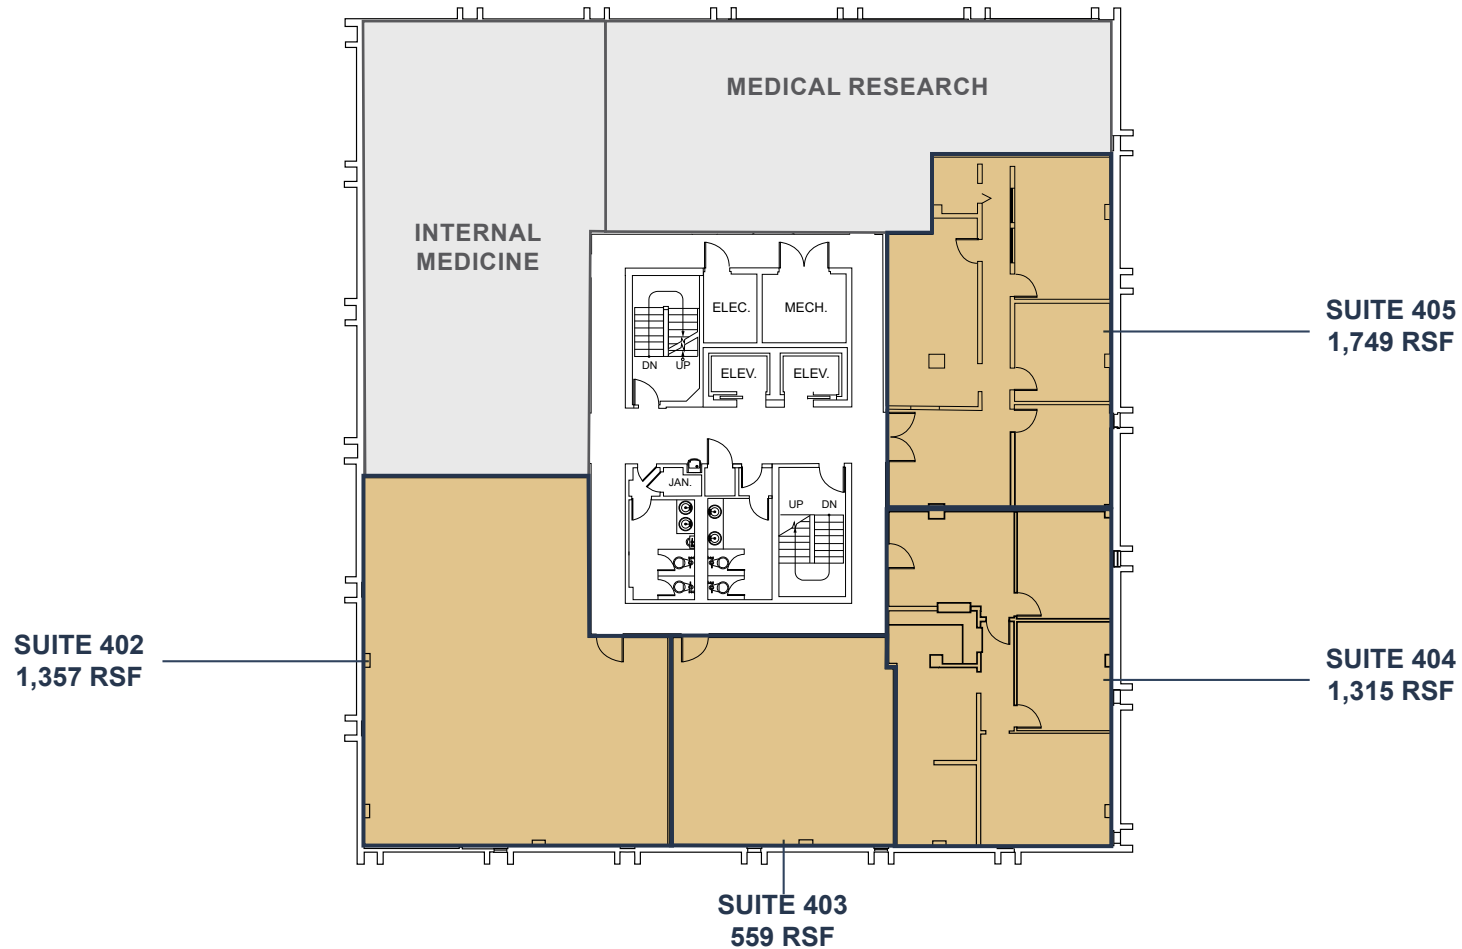 MEDICAL RESEARCH
INTERNAL
MEDICINE
ELEC.
MECH.
SUITE 405
1,749 RSF
DN
UP
ELEV.
ELEV.
JAN.
UP
DN
SUITE 402
1,357 RSF
SUITE 404
1,315 RSF
SUITE 403
559 RSF